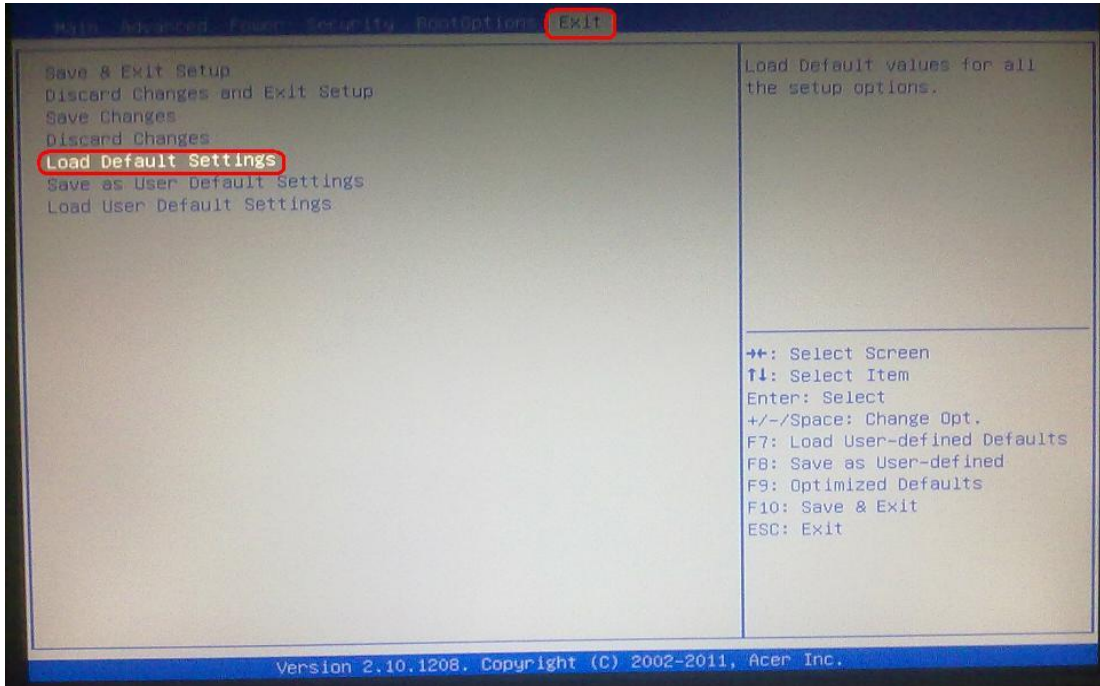 Main Advanced Power Security BootOptions Exit
Save & Exit Setup
Discard Changes and Exit Setup
Save Changes
Discard Changes
Load Default Settings
Save as User Default Settings
Load User Default Settings
Load Default values for all
the setup options.
→←: Select Screen
↑↓: Select Item
Enter: Select
+/-/Space: Change Opt.
F7: Load User-defined Defaults
F8: Save as User-defined
F9: Optimized Defaults
F10: Save & Exit
ESC: Exit
Version 2.10.1208. Copyright (C) 2002-2011, Acer Inc.